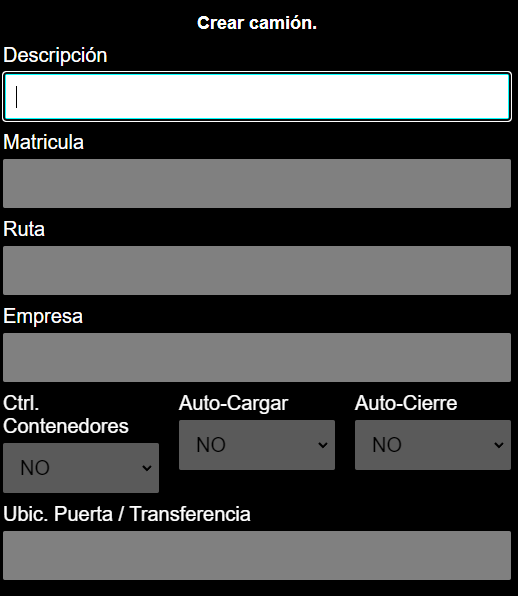 Crear camión.
Descripción
Matricula
Ruta
Empresa
Ctrl.
Contenedores
NO
Auto-Cargar
NO
Auto-Cierre
NO
Ubic. Puerta / Transferencia